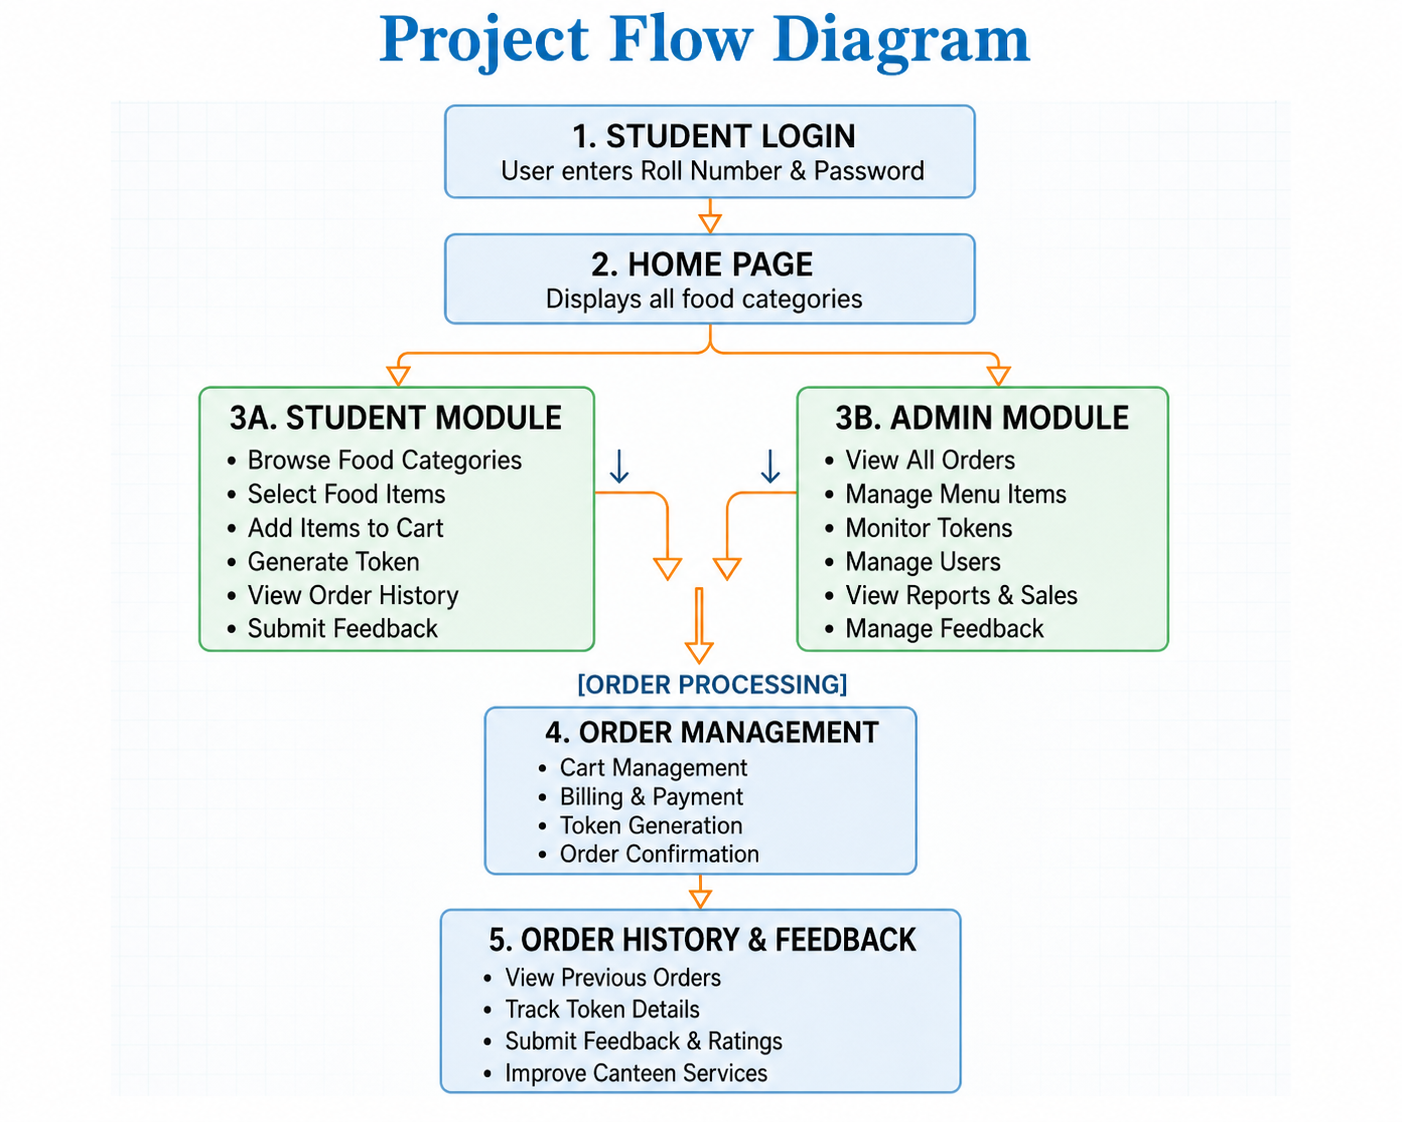 Project Flow Diagram
1. STUDENT LOGIN
User enters Roll Number & Password
2. HOME PAGE
Displays all food categories
3A. STUDENT MODULE
• Browse Food Categories
• Select Food Items
• Add Items to Cart
• Generate Token
• View Order History
• Submit Feedback
3B. ADMIN MODULE
• View All Orders
• Manage Menu Items
• Monitor Tokens
• Manage Users
• View Reports & Sales
• Manage Feedback
[ORDER PROCESSING]
4. ORDER MANAGEMENT
• Cart Management
• Billing & Payment
• Token Generation
• Order Confirmation
5. ORDER HISTORY & FEEDBACK
• View Previous Orders
• Track Token Details
• Submit Feedback & Ratings
• Improve Canteen Services